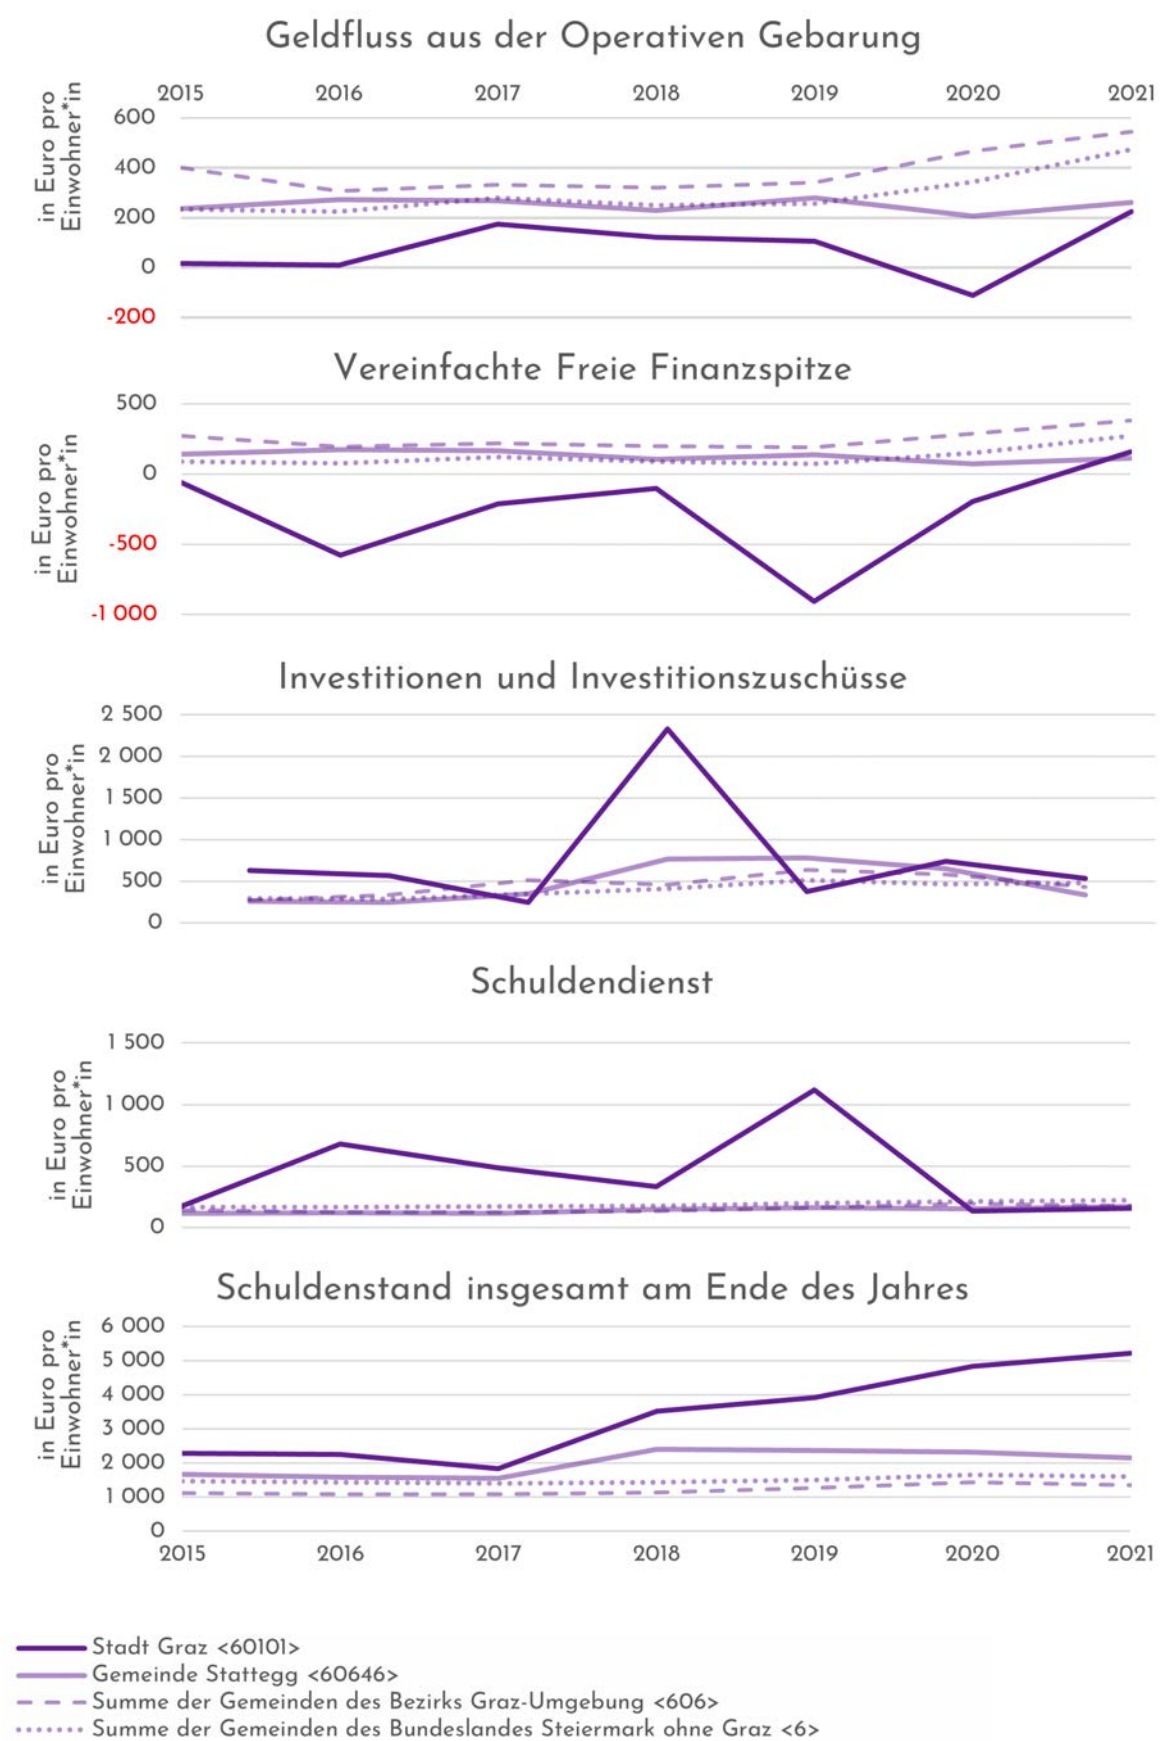 Geldfluss aus der Operativen Gebarung
in Euro pro
Einwohner*in
2015 2016 2017 2018 2019 2020 2021
600
400
200
0
-200
Vereinfachte Freie Finanzspitze
in Euro pro
Einwohner*in
500
0
-500
-1 000
Investitionen und Investitionszuschüsse
in Euro pro
Einwohner*in
2 500
2 000
1 500
1 000
500
0
Schuldendienst
in Euro pro
Einwohner*in
1 500
1 000
500
0
Schuldenstand insgesamt am Ende des Jahres
in Euro pro
Einwohner*in
6 000
5 000
4 000
3 000
2 000
1 000
0
2015 2016 2017 2018 2019 2020 2021
Stadt Graz <60101>
Gemeinde Stattegg <60646>
Summe der Gemeinden des Bezirks Graz-Umgebung <606>
Summe der Gemeinden des Bundeslandes Steiermark ohne Graz <6>